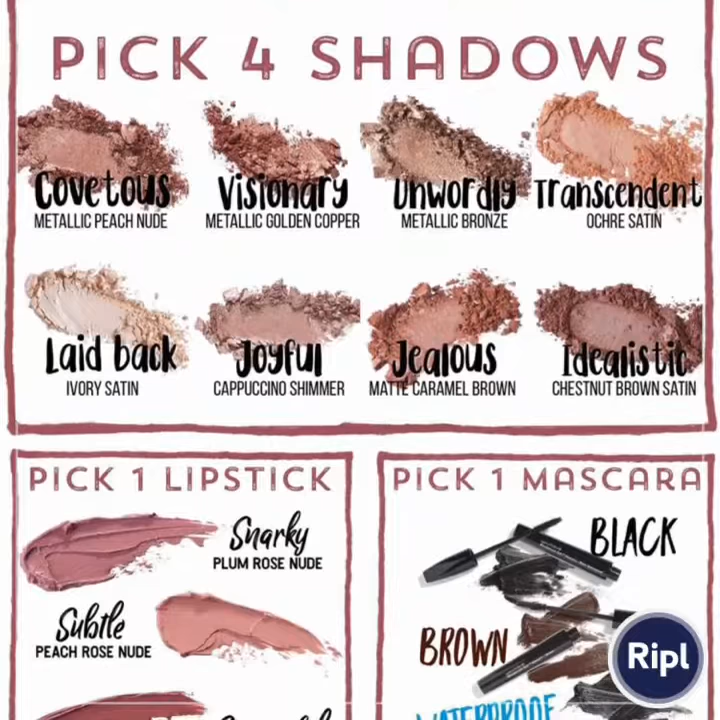 PICK 4 SHADOWS
Covetous
METALLIC PEACH NUDE
Visionary
METALLIC GOLDEN COPPER
Unwordly
METALLIC BRONZE
Transcendent
OCHRE SATIN
Laid back
IVORY SATIN
Joyful
CAPPUCCINO SHIMMER
Jealous
MATTE CARAMEL BROWN
Idealistic
CHESTNUT BROWN SATIN
PICK 1 LIPSTICK
Snarky
PLUM ROSE NUDE
Subtle
PEACH ROSE NUDE
PICK 1 MASCARA
BLACK
BROWN
WATERPROOF
Ripl